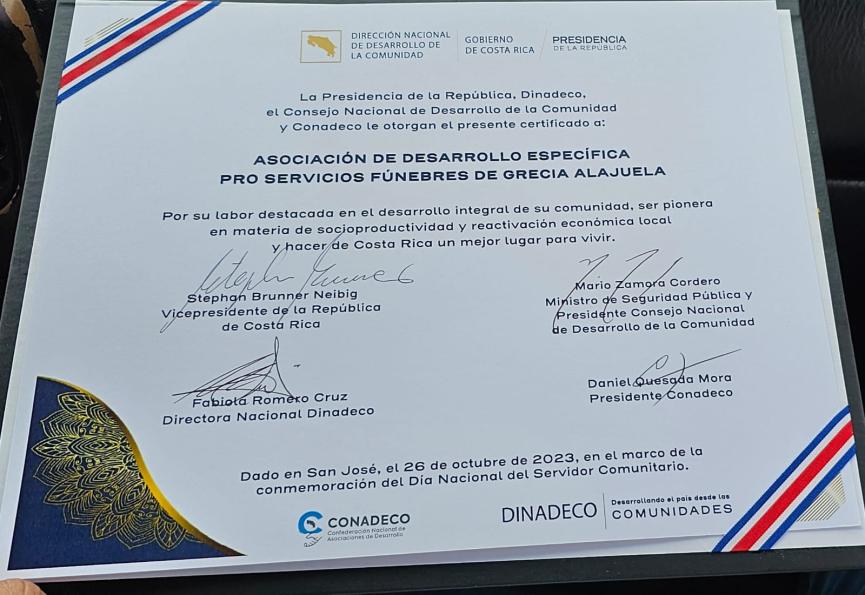 DIRECCIÓN NACIONAL
DE DESARROLLO DE
LA COMUNIDAD
GOBIERNO
DE COSTA RICA
PRESIDENCIA
DE LA REPÚBLICA
La Presidencia de la República, Dinadeco,
el Consejo Nacional de Desarrollo de la Comunidad
y Conadeco le otorgan el presente certificado a:
ASOCIACIÓN DE DESARROLLO ESPECÍFICA
PRO SERVICIOS FÚNEBRES DE GRECIA ALAJUELA
Por su labor destacada en el desarrollo integral de su comunidad, ser pionera
en materia de socioproductividad y reactivación económica local
y hacer de Costa Rica un mejor lugar para vivir.
Stephan Brunner Neibig
Vicepresidente de la República
de Costa Rica
Mario Zamora Cordero
Ministro de Seguridad Pública y
Presidente Consejo Nacional
de Desarrollo de la Comunidad
Fabiola Romero Cruz
Directora Nacional Dinadeco
Daniel Quesada Mora
Presidente Conadeco
Dado en San José, el 26 de octubre de 2023, en el marco de la
conmemoración del Día Nacional del Servidor Comunitario.
CONADECO
Confederación Nacional de
Asociaciones de Desarrollo
DINADECO
Desarrollando el país desde las
COMUNIDADES